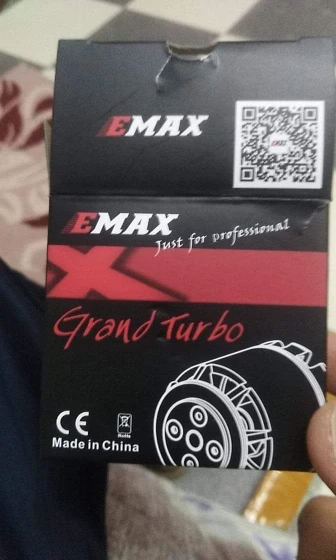 EMAX
EMAX
Just for professional
Grand Turbo
CE
RoHS
Made in China